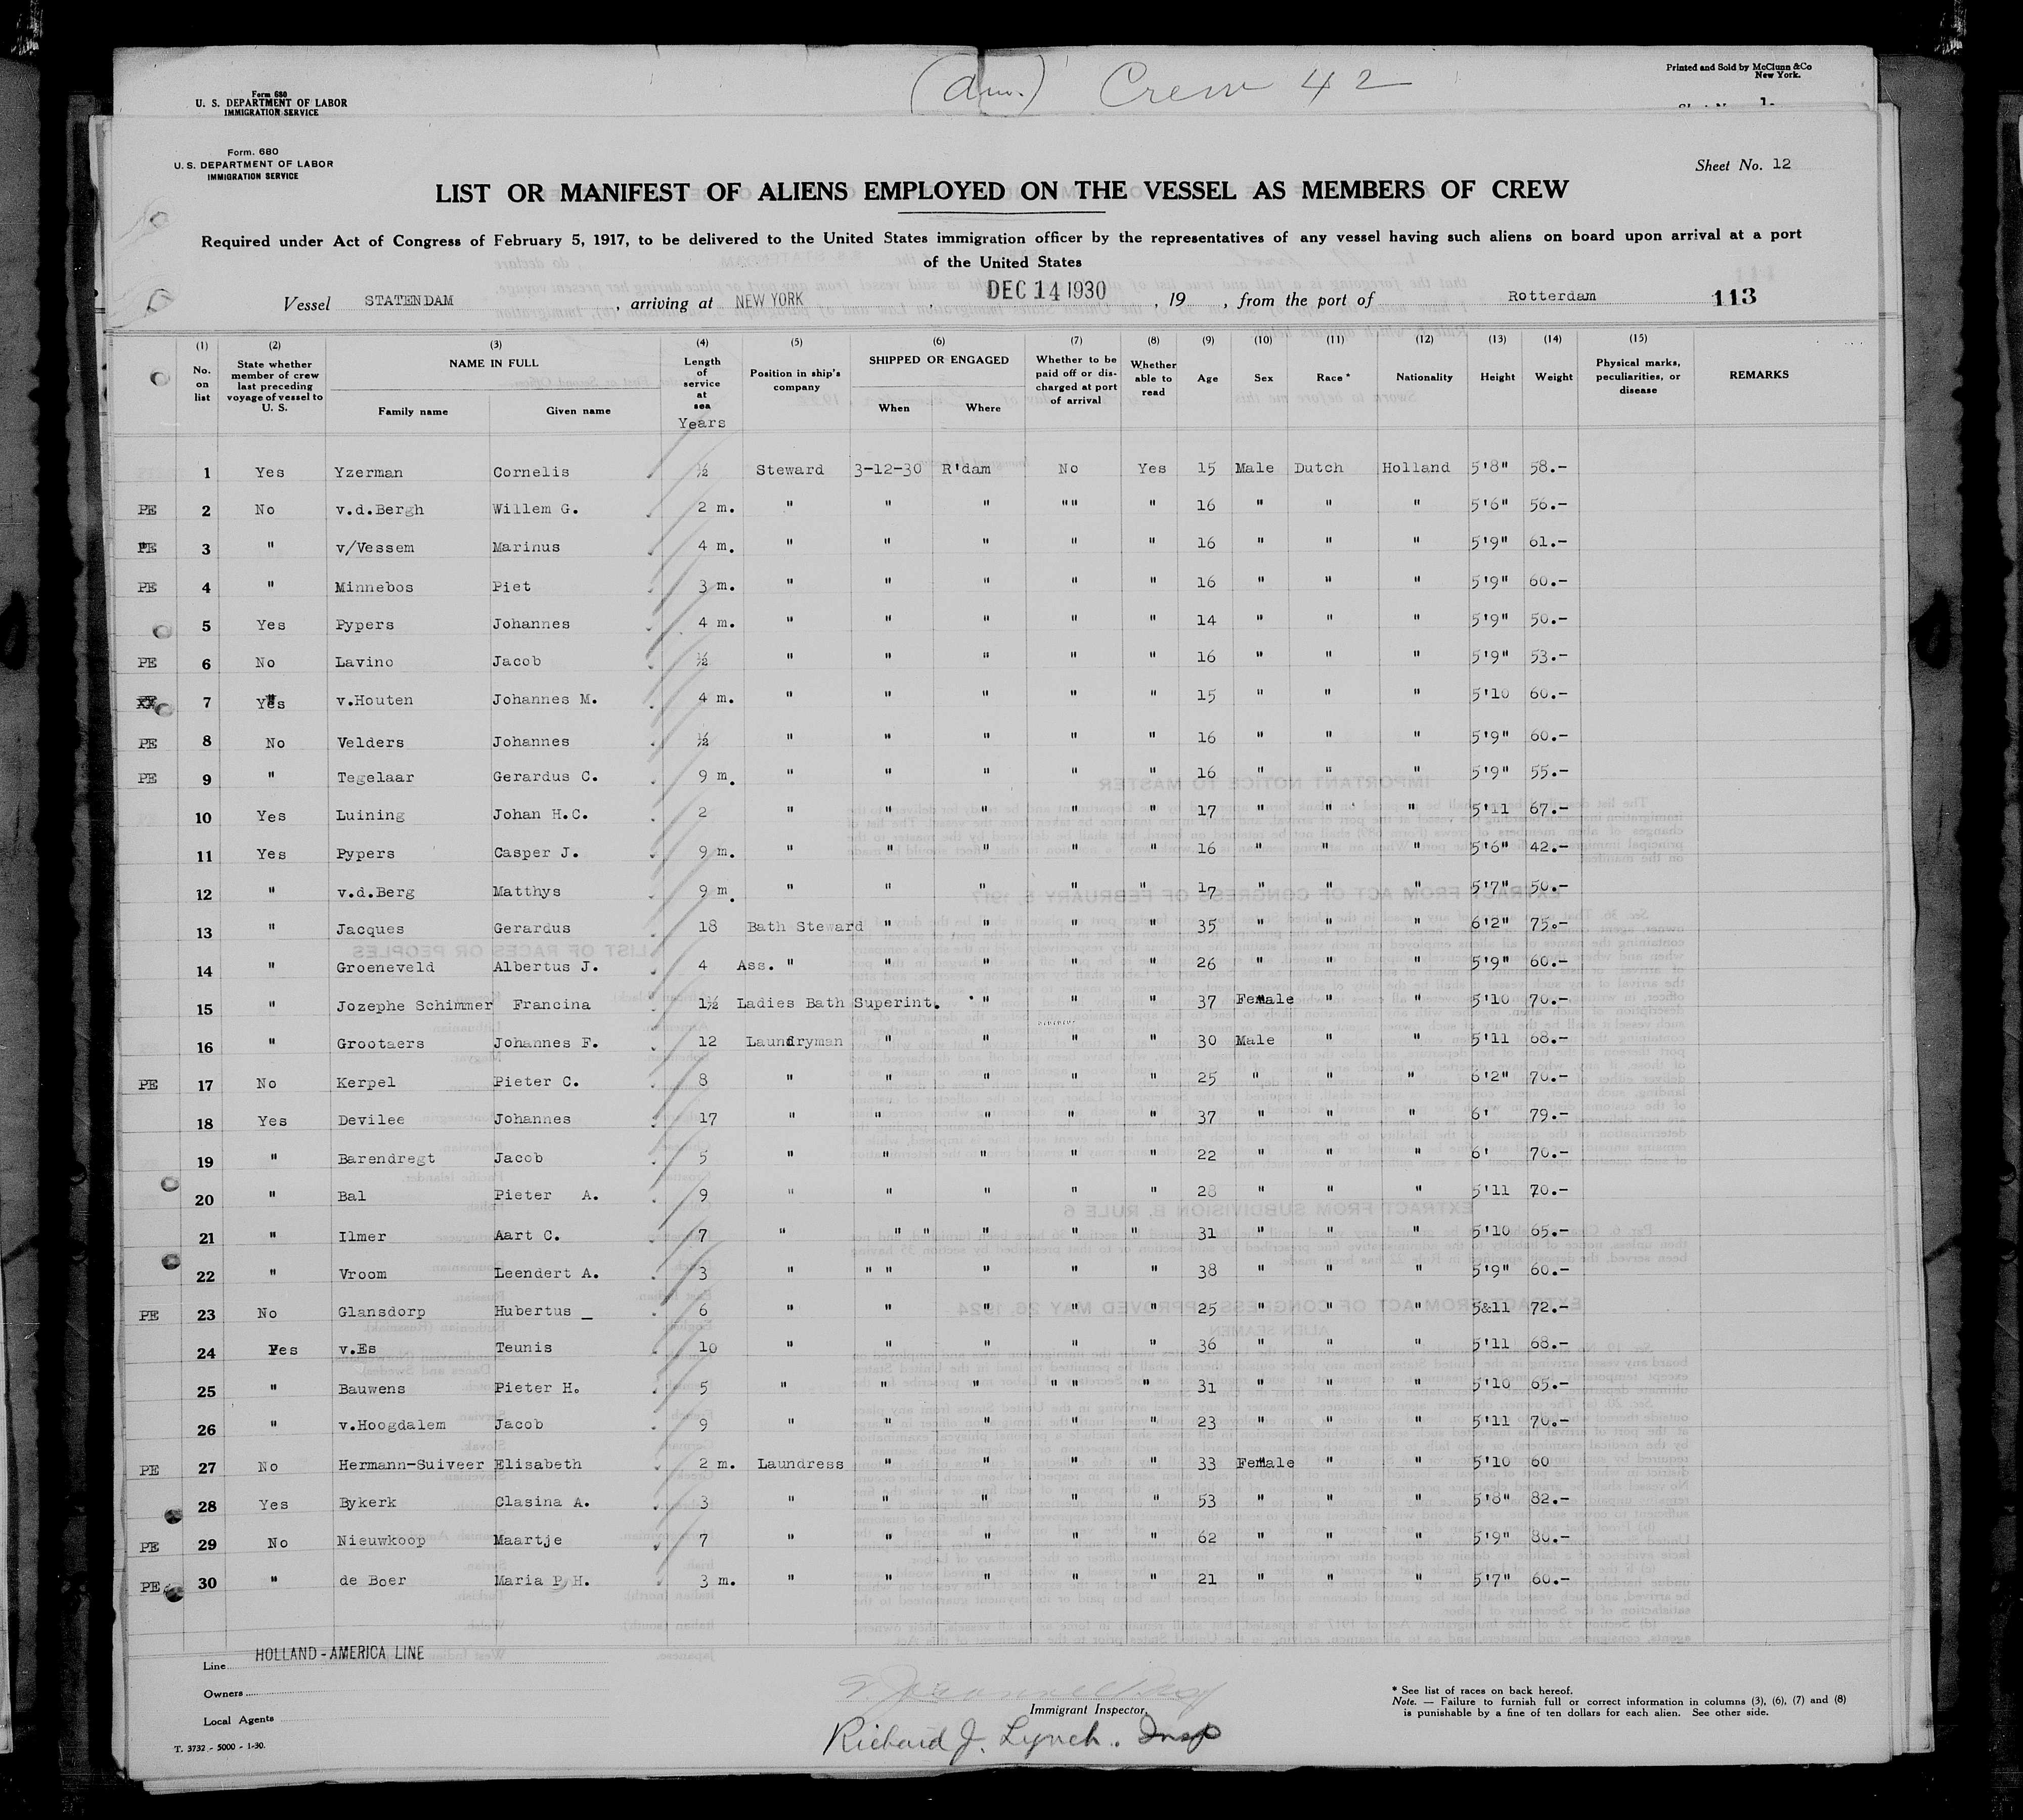 (Am.) Crew 42
Printed and Sold by McClunn &Co
New York.
Form 680
U. S. DEPARTMENT OF LABOR
IMMIGRATION SERVICE
Form. 680
U. S. DEPARTMENT OF LABOR
IMMIGRATION SERVICE
Sheet No. 12
LIST OR MANIFEST OF ALIENS EMPLOYED ON THE VESSEL AS MEMBERS OF CREW
Required under Act of Congress of February 5, 1917, to be delivered to the United States immigration officer by the representatives of any vessel having such aliens on board upon arrival at a port
of the United States
Vessel STATENDAM, arriving at NEW YORK, DEC 14 1930, 19 , from the port of Rotterdam 113
(1) No. on list (2) State whether member of crew last preceding voyage of vessel to U. S. (3) NAME IN FULL Family name Given name (4) Length of service at sea Years (5) Position in ship's company (6) SHIPPED OR ENGAGED When Where (7) Whether to be paid off or discharged at port of arrival (8) Whether able to read (9) Age (10) Sex (11) Race * (12) Nationality (13) Height (14) Weight (15) Physical marks, peculiarities, or disease REMARKS
1 Yes Yzerman Cornelis ½ Steward 3-12-30 R'dam No Yes 15 Male Dutch Holland 5'8" 58.-
PE 2 No v.d.Bergh Willem G. 2 m. " " " "" " 16 " " " 5'6" 56.-
PE 3 " v/Vessem Marinus 4 m. " " " " " 16 " " " 5'9" 61.-
PE 4 " Minnebos Piet 3 m. " " " " " 16 " " " 5'9" 60.-
5 Yes Pypers Johannes 4 m. " " " " " 14 " " " 5'9" 50.-
PE 6 No Lavino Jacob ½ " " " " " 16 " " " 5'9" 53.-
7 Yes v.Houten Johannes M. 4 m. " " " " " 15 " " " 5'10 60.-
PE 8 No Velders Johannes ½ " " " " " 16 " " " 5'9" 60.-
PE 9 " Tegelaar Gerardus C. 9 m. " " " " " 16 " " " 5'9" 55.-
10 Yes Luining Johan H.C. 2 " " " " " 17 " " " 5'11 67.-
11 Yes Pypers Casper J. 9 m. " " " " " 16 " " " 5'6" 42.-
12 " v.d.Berg Matthys 9 m. " " " " " 17 " " " 5'7" 50.-
13 " Jacques Gerardus 18 Bath Steward " " " " 35 " " " 6'2" 75.-
14 " Groeneveld Albertus J. 4 Ass. " " " " " 26 " " " 5'9" 60.-
15 " Jozephe Schimmer Francina 1½ Ladies Bath Superint. " " " 37 Female " " 5'10 70.-
16 " Grootaers Johannes F. 12 Laundryman " " " " 30 Male " " 5'11 68.-
PE 17 No Kerpel Pieter C. 8 " " " " " 25 " " " 6'2" 70.-
18 Yes Devilee Johannes 17 " " " " " 37 " " " 6' 79.-
19 " Barendregt Jacob 5 " " " " " 22 " " " 6' 70.-
20 " Bal Pieter A. 9 " " " " " 28 " " " 5'11 70.-
21 " Ilmer Aart C. 7 " " " " " " 31 " " " 5'10 65.-
22 " Vroom Leendert A. 3 " " " " " " 38 " " " 5'9" 60.-
PE 23 No Glansdorp Hubertus _ 6 " " " " " 25 " " " 5&11 72.-
24 Yes v.Es Teunis 10 " " " " " 36 " " " 5'11 68.-
25 " Bauwens Pieter H. 5 " " " " " " 31 " " " 5'10 65.-
26 " v.Hoogdalem Jacob 9 " " " " " 23 " " " 5'11 70.-
PE 27 No Hermann-Suiveer Elisabeth 2 m. Laundress " " " " 33 Female " " 5'10 60
28 Yes Bykerk Clasina A. 3 " " " " " 53 " " " 5'8" 82.-
PE 29 No Nieuwkoop Maartje 7 " " " " " 62 " " " 5'9" 80.-
PE 30 " de Boer Maria P H. 3 m. " " " " " 21 " " " 5'7" 60.-
Line HOLLAND-AMERICA LINE
Owners
Local Agents
T. 3732 - 5000 - 1-30.
Immigrant Inspector.
Richard J. Lynch. Insp
* See list of races on back hereof.
Note. — Failure to furnish full or correct information in columns (3), (6), (7) and (8)
is punishable by a fine of ten dollars for each alien. See other side.